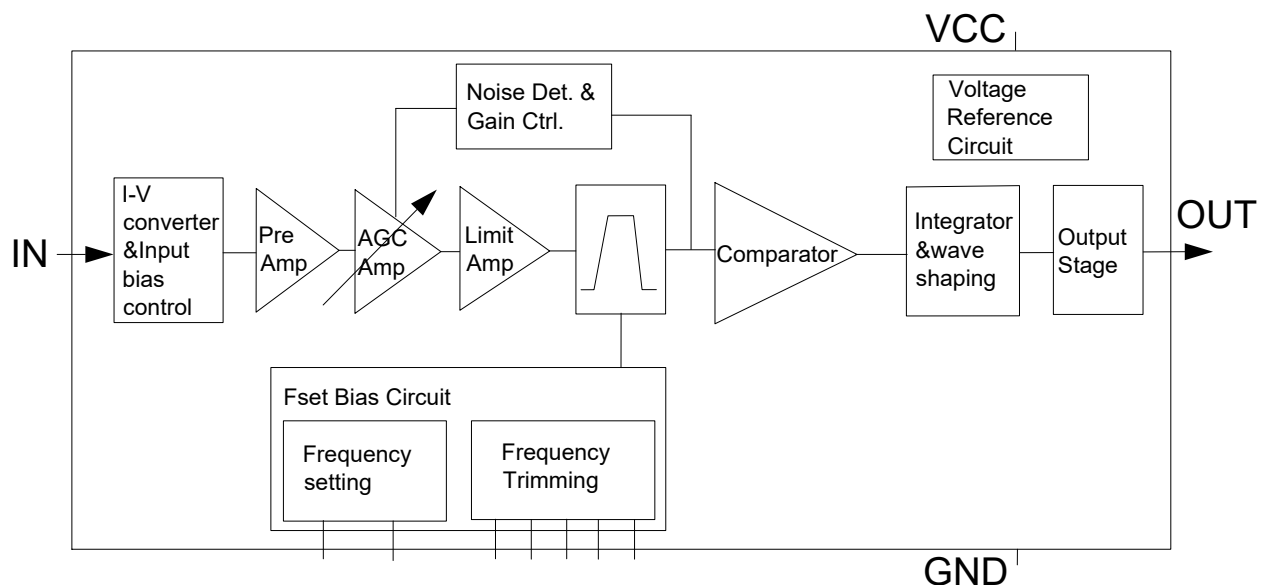 VCC
Noise Det. &
Gain Ctrl.
Voltage
Reference
Circuit
IN
I-V
converter
&Input
bias
control
Pre
Amp
AGC
Amp
Limit
Amp
Comparator
Integrator
&wave
shaping
Output
Stage
OUT
Fset Bias Circuit
Frequency
setting
Frequency
Trimming
GND